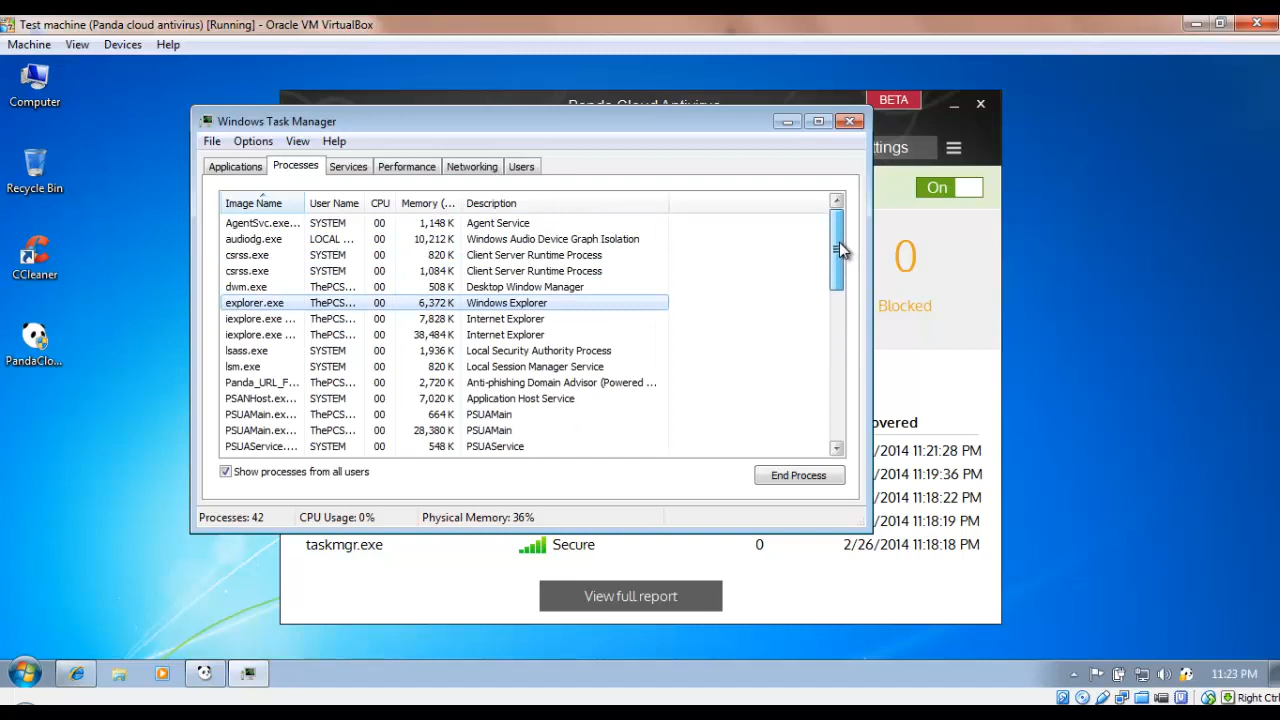 Test machine (Panda cloud antivirus) [Running] - Oracle VM VirtualBox
Machine View Devices Help
Computer
Recycle Bin
CCleaner
PandaClo...
Panda Cloud Antivirus
BETA
ttings
On
0
Blocked
Windows Task Manager
File Options View Help
Applications Processes Services Performance Networking Users
Image Name User Name CPU Memory (... Description
AgentSvc.exe... SYSTEM 00 1,148 K Agent Service
audiodg.exe LOCAL ... 00 10,212 K Windows Audio Device Graph Isolation
csrss.exe SYSTEM 00 820 K Client Server Runtime Process
csrss.exe SYSTEM 00 1,084 K Client Server Runtime Process
dwm.exe ThePCS... 00 508 K Desktop Window Manager
explorer.exe ThePCS... 00 6,372 K Windows Explorer
iexplore.exe ... ThePCS... 00 7,828 K Internet Explorer
iexplore.exe ... ThePCS... 00 38,484 K Internet Explorer
lsass.exe SYSTEM 00 1,936 K Local Security Authority Process
lsm.exe SYSTEM 00 820 K Local Session Manager Service
Panda_URL_F... ThePCS... 00 2,720 K Anti-phishing Domain Advisor (Powered ...
PSANHost.ex... SYSTEM 00 7,020 K Application Host Service
PSUAMain.ex... ThePCS... 00 664 K PSUAMain
PSUAMain.ex... ThePCS... 00 28,380 K PSUAMain
PSUAService.... SYSTEM 00 548 K PSUAService
Show processes from all users
End Process
Processes: 42 CPU Usage: 0% Physical Memory: 36%
overed
/2014 11:21:28 PM
/2014 11:19:36 PM
/2014 11:18:22 PM
/2014 11:18:19 PM
taskmgr.exe Secure 0 2/26/2014 11:18:18 PM
View full report
11:23 PM
Right Ctrl